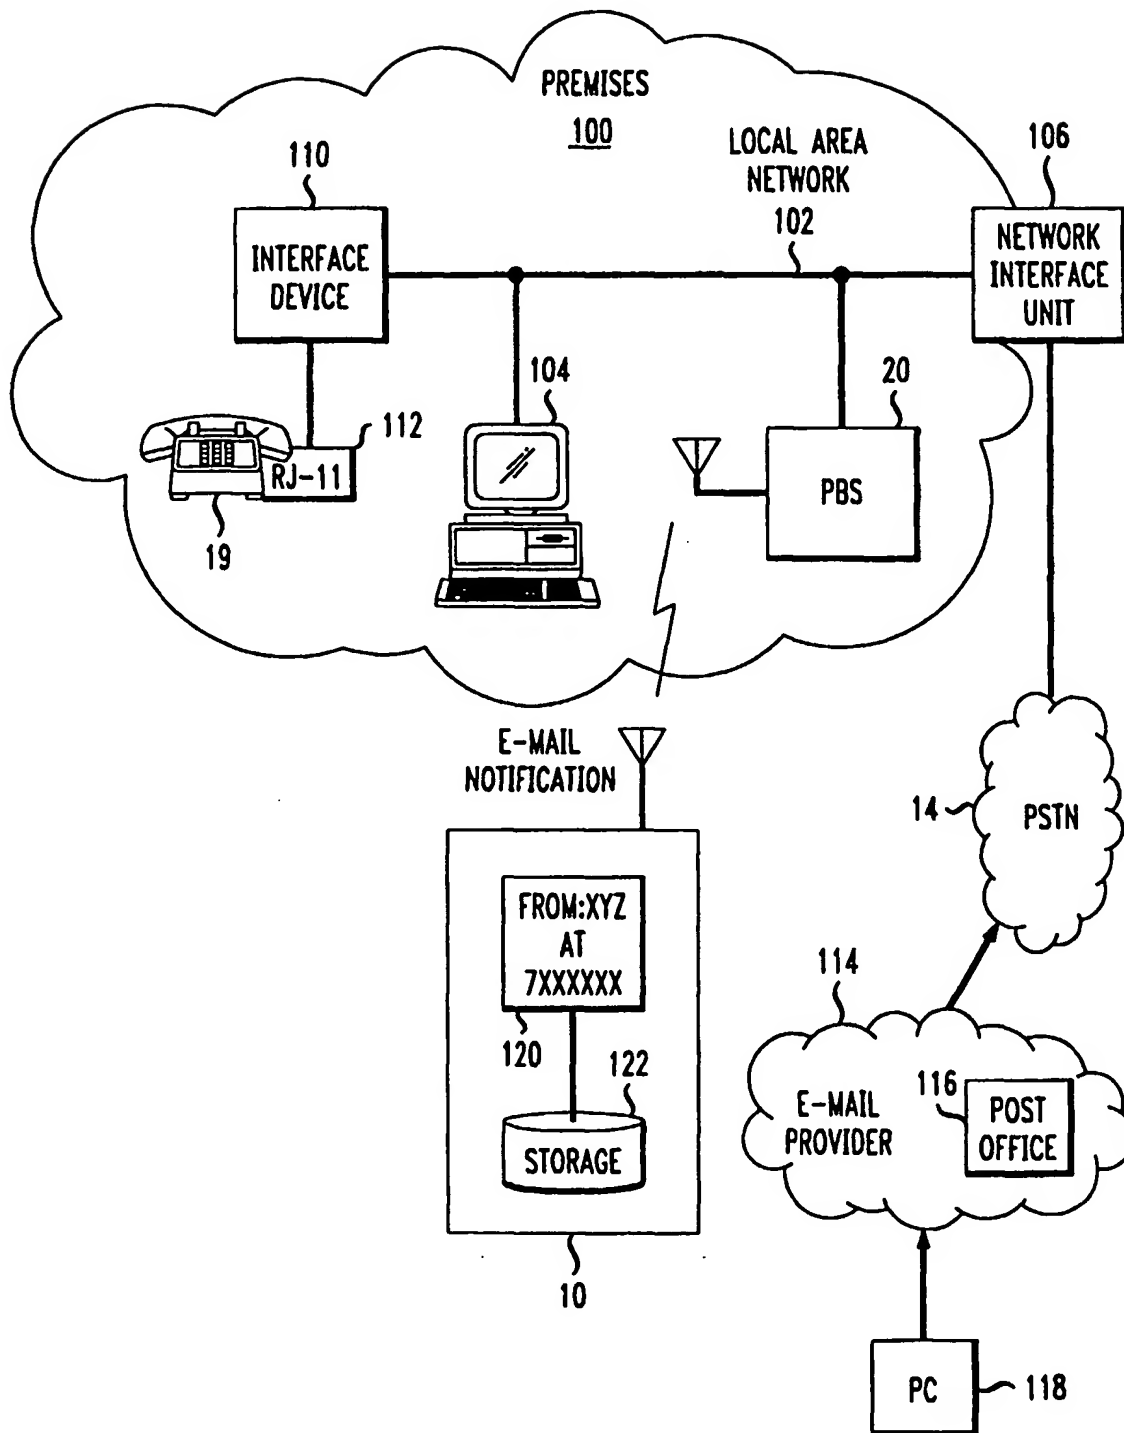 PREMISES
100
110
LOCAL AREA
NETWORK
102
106
INTERFACE
DEVICE
NETWORK
INTERFACE
UNIT
104
20
112
RJ-11
19
PBS
E-MAIL
NOTIFICATION
14
PSTN
FROM:XYZ
AT
7XXXXXX
120
122
STORAGE
10
114
E-MAIL
PROVIDER
116
POST
OFFICE
PC
118